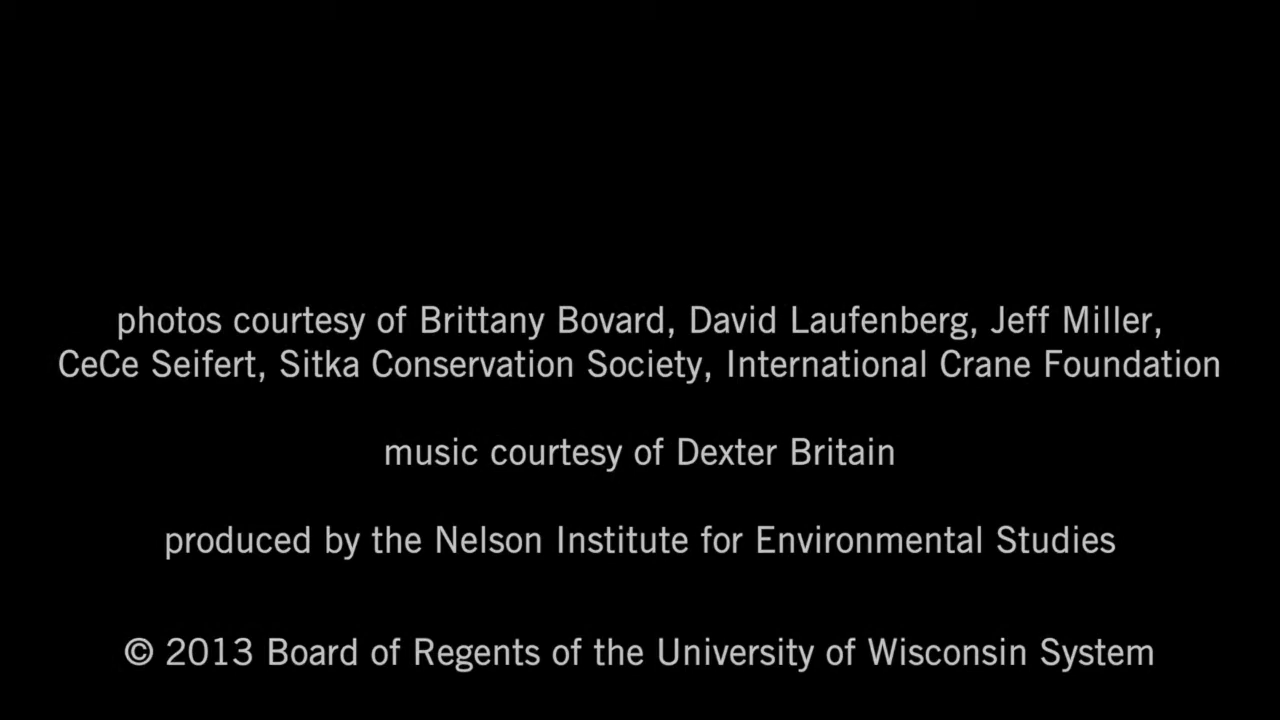 photos courtesy of Brittany Bovard, David Laufenberg, Jeff Miller,
CeCe Seifert, Sitka Conservation Society, International Crane Foundation
music courtesy of Dexter Britain
produced by the Nelson Institute for Environmental Studies
© 2013 Board of Regents of the University of Wisconsin System